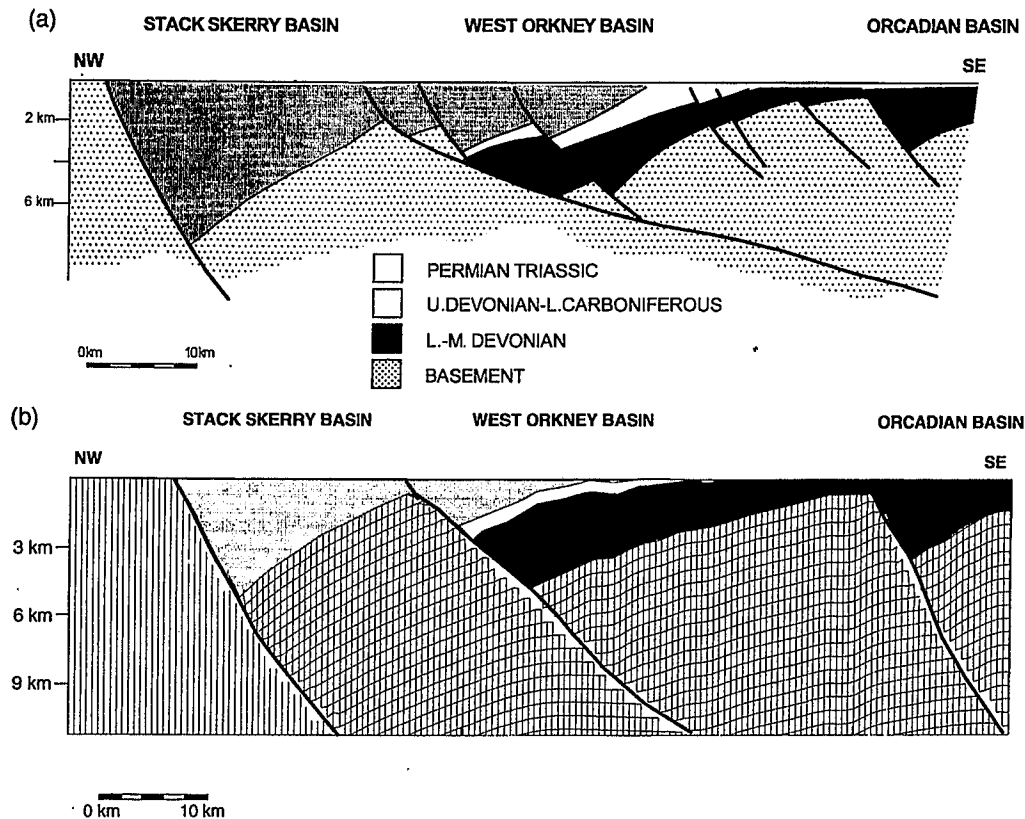 (a)
STACK SKERRY BASIN WEST ORKNEY BASIN ORCADIAN BASIN
NW SE
2 km
6 km
PERMIAN TRIASSIC
U.DEVONIAN-L.CARBONIFEROUS
L.-M. DEVONIAN
BASEMENT
0km 10km
(b)
STACK SKERRY BASIN WEST ORKNEY BASIN ORCADIAN BASIN
NW SE
3 km
6 km
9 km
0 km 10 km